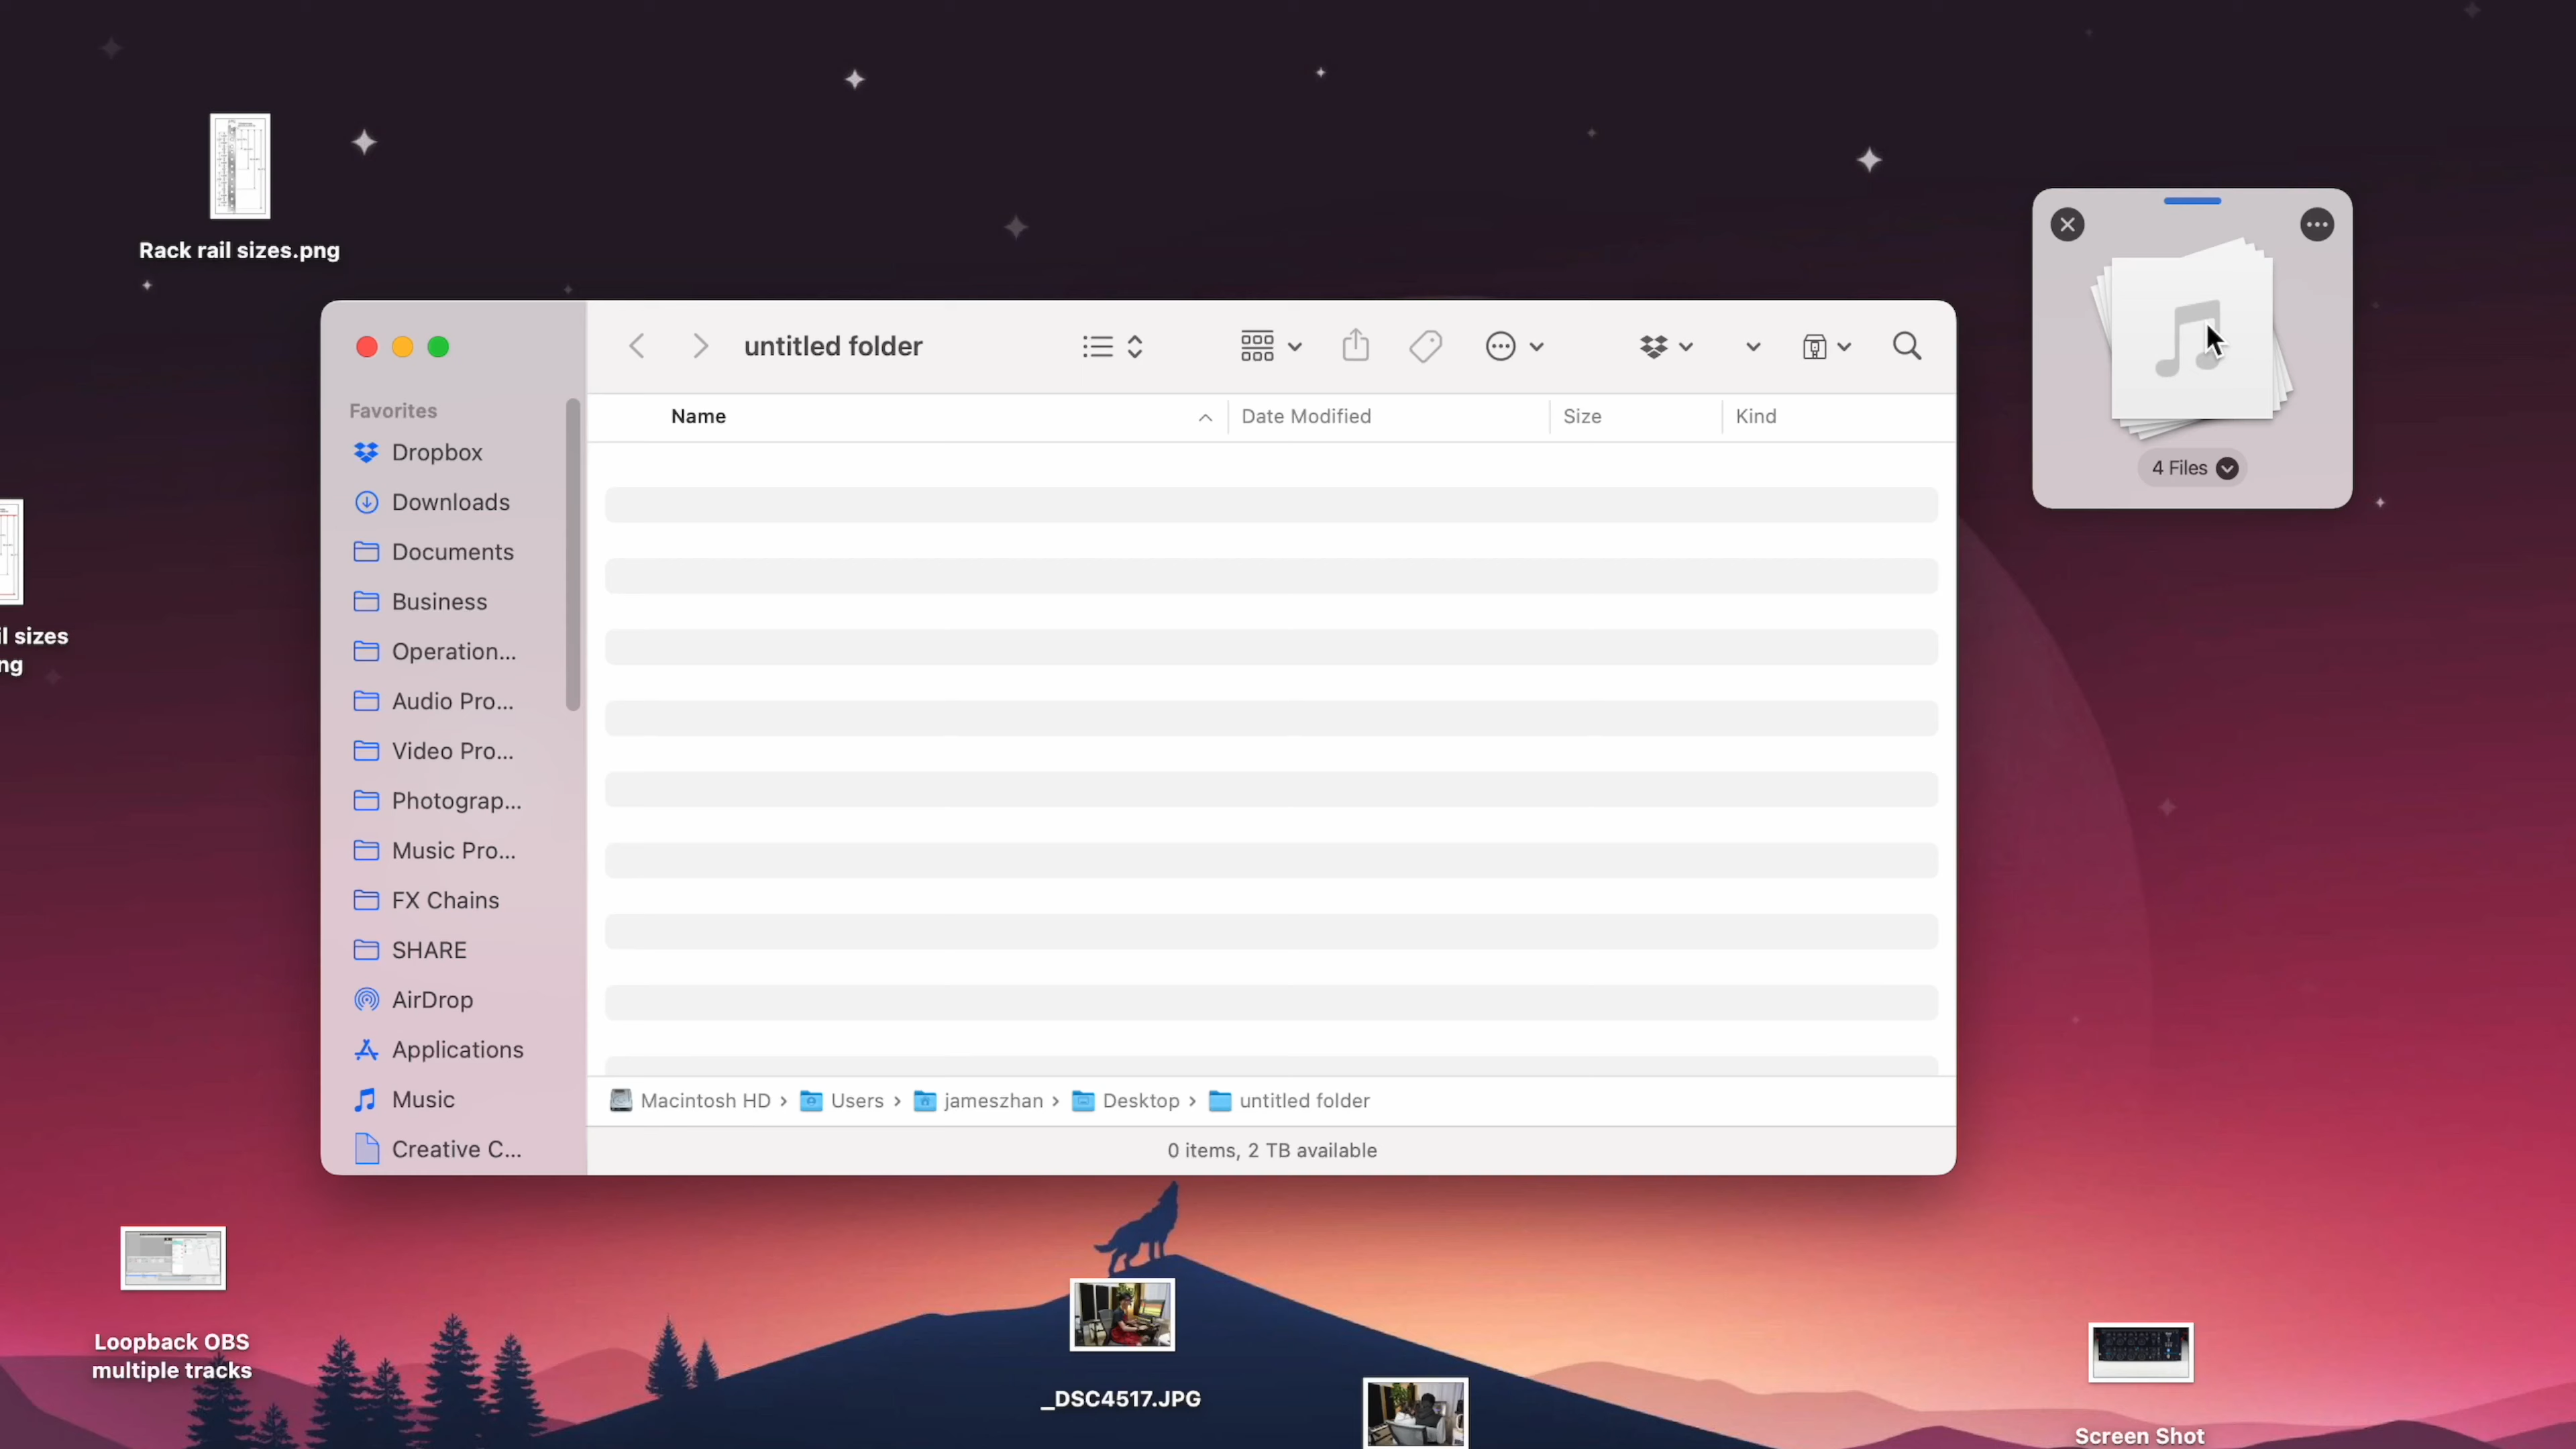 Rack rail sizes.png
il sizes
ng
untitled folder
Name
Date Modified
Size
Kind
Favorites
Dropbox
Downloads
Documents
Business
Operation...
Audio Pro...
Video Pro...
Photograp...
Music Pro...
FX Chains
SHARE
AirDrop
Applications
Music
Creative C...
4 Files
Macintosh HD › Users › jameszhan › Desktop › untitled folder
0 items, 2 TB available
Loopback OBS
multiple tracks
_DSC4517.JPG
Screen Shot